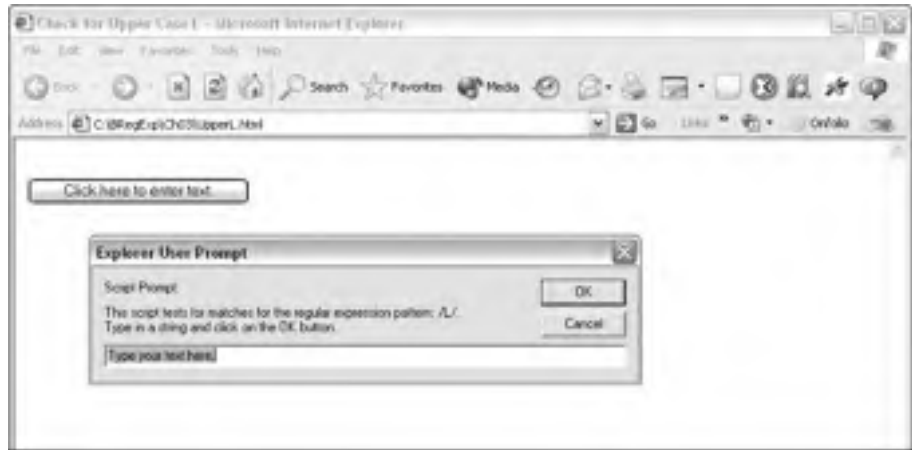 Check for Upper Case L - Microsoft Internet Explorer
File Edit View Favorites Tools Help
Back Search Favorites Media
Address C:\BRegExp\Ch03\UpperL.html Go Links Onfolio
Click here to enter text.
Explorer User Prompt
Script Prompt:
OK
This script tests for matches for the regular expression pattern: /L/.
Type in a string and click on the OK button.
Cancel
Type your text here.